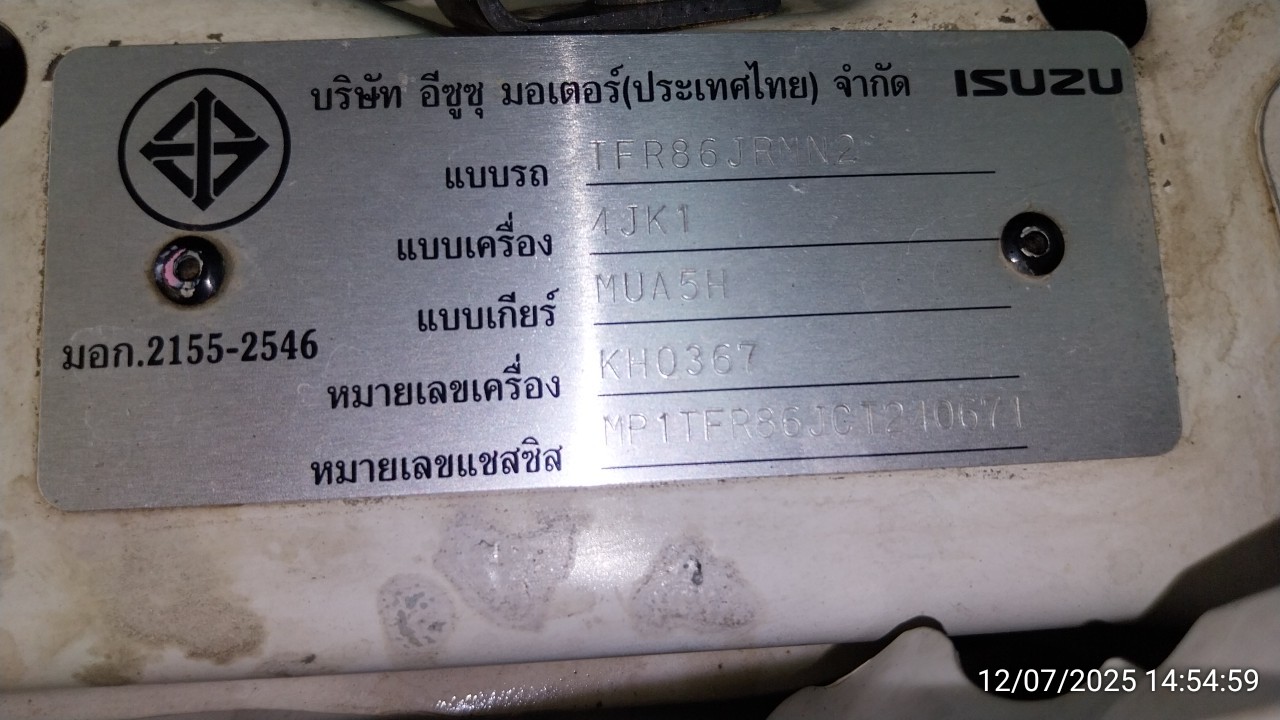 บริษัท อีซูซุ มอเตอร์(ประเทศไทย) จำกัด ISUZU
แบบรถ TFR86JRMN2
แบบเครื่อง 4JK1
แบบเกียร์ MUA5H
มอก.2155-2546
หมายเลขเครื่อง KH0367
หมายเลขแชสซิส MP1TFR86JCT210671
12/07/2025 14:54:59